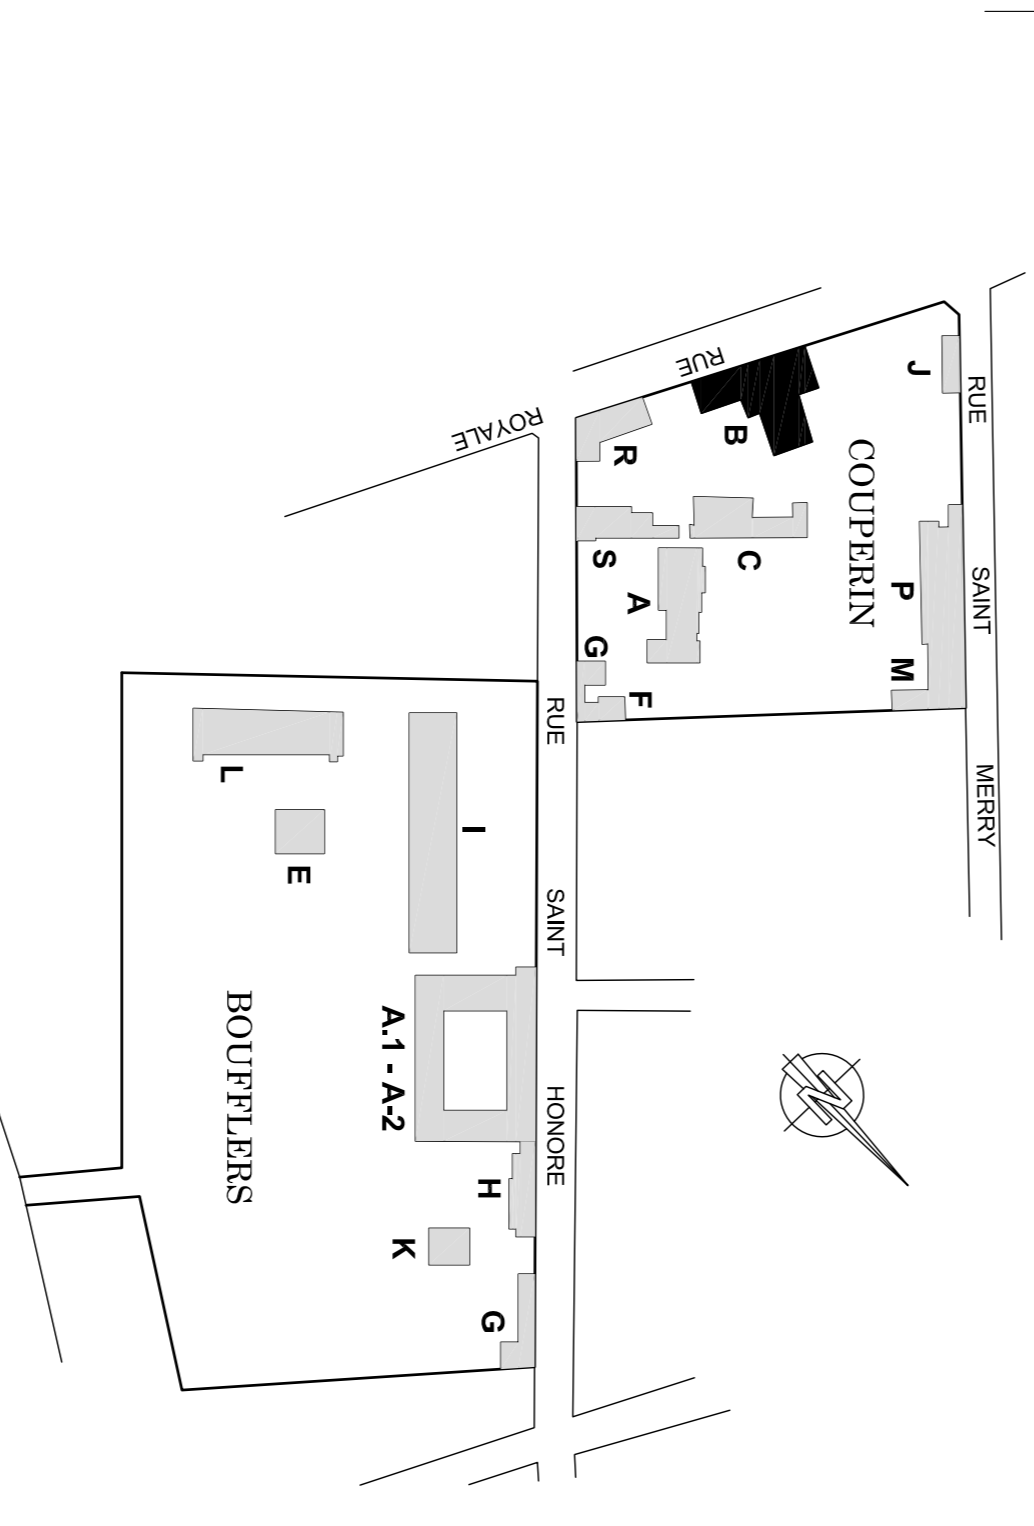 RUE SAINT MERRY
J
COUPERIN
P
M
B
C
RUE ROYALE
R
S
A
G
F
RUE SAINT HONORE
I
L
E
A.1 - A-2
BOUFFLERS
H
K
G
N